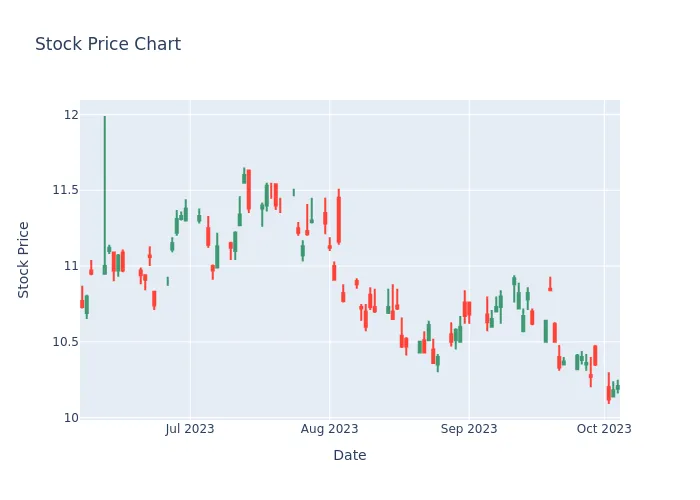 Stock Price Chart
12
11.5
11
10.5
10
Stock Price
Jul 2023
Aug 2023
Sep 2023
Oct 2023
Date